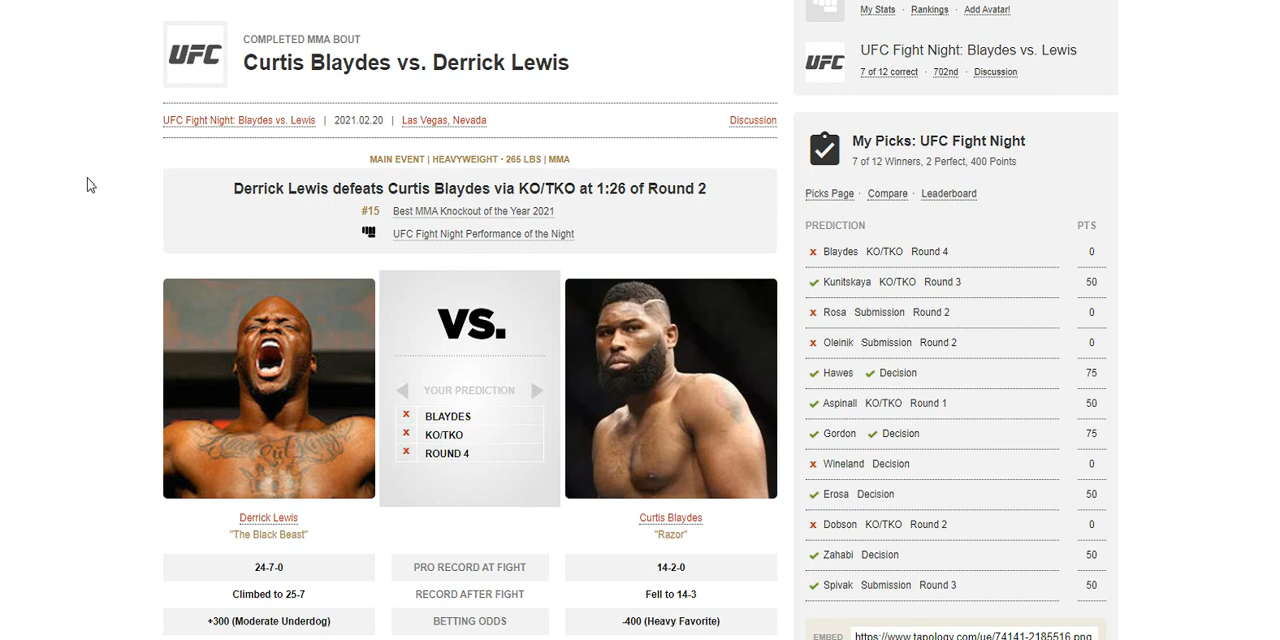 UFC
COMPLETED MMA BOUT
Curtis Blaydes vs. Derrick Lewis
UFC Fight Night: Blaydes vs. Lewis | 2021.02.20 | Las Vegas, Nevada
Discussion
MAIN EVENT | HEAVYWEIGHT · 265 LBS | MMA
Derrick Lewis defeats Curtis Blaydes via KO/TKO at 1:26 of Round 2
#15 Best MMA Knockout of the Year 2021
UFC Fight Night Performance of the Night
VS.
YOUR PREDICTION
x BLAYDES
x KO/TKO
x ROUND 4
Derrick Lewis
"The Black Beast"
Curtis Blaydes
"Razor"
24-7-0 PRO RECORD AT FIGHT 14-2-0
Climbed to 25-7 RECORD AFTER FIGHT Fell to 14-3
+300 (Moderate Underdog) BETTING ODDS -400 (Heavy Favorite)
My Stats · Rankings · Add Avatar!
UFC
UFC Fight Night: Blaydes vs. Lewis
7 of 12 correct · 702nd · Discussion
My Picks: UFC Fight Night
7 of 12 Winners, 2 Perfect, 400 Points
Picks Page · Compare · Leaderboard
PREDICTION PTS
x Blaydes KO/TKO Round 4 0
✓ Kunitskaya KO/TKO Round 3 50
x Rosa Submission Round 2 0
x Oleinik Submission Round 2 0
✓ Hawes ✓ Decision 75
✓ Aspinall KO/TKO Round 1 50
✓ Gordon ✓ Decision 75
x Wineland Decision 0
✓ Erosa Decision 50
x Dobson KO/TKO Round 2 0
✓ Zahabi Decision 50
✓ Spivak Submission Round 3 50
EMBED https://www.tapology.com/ue/74141-2185516.png